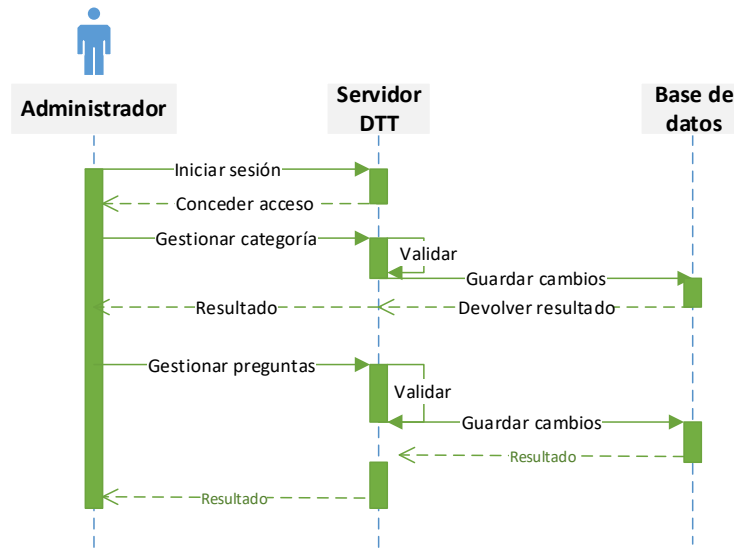 Administrador
Servidor
DTT
Base de
datos
Iniciar sesión
Conceder acceso
Gestionar categoría
Validar
Guardar cambios
Resultado
Devolver resultado
Gestionar preguntas
Validar
Guardar cambios
Resultado
Resultado